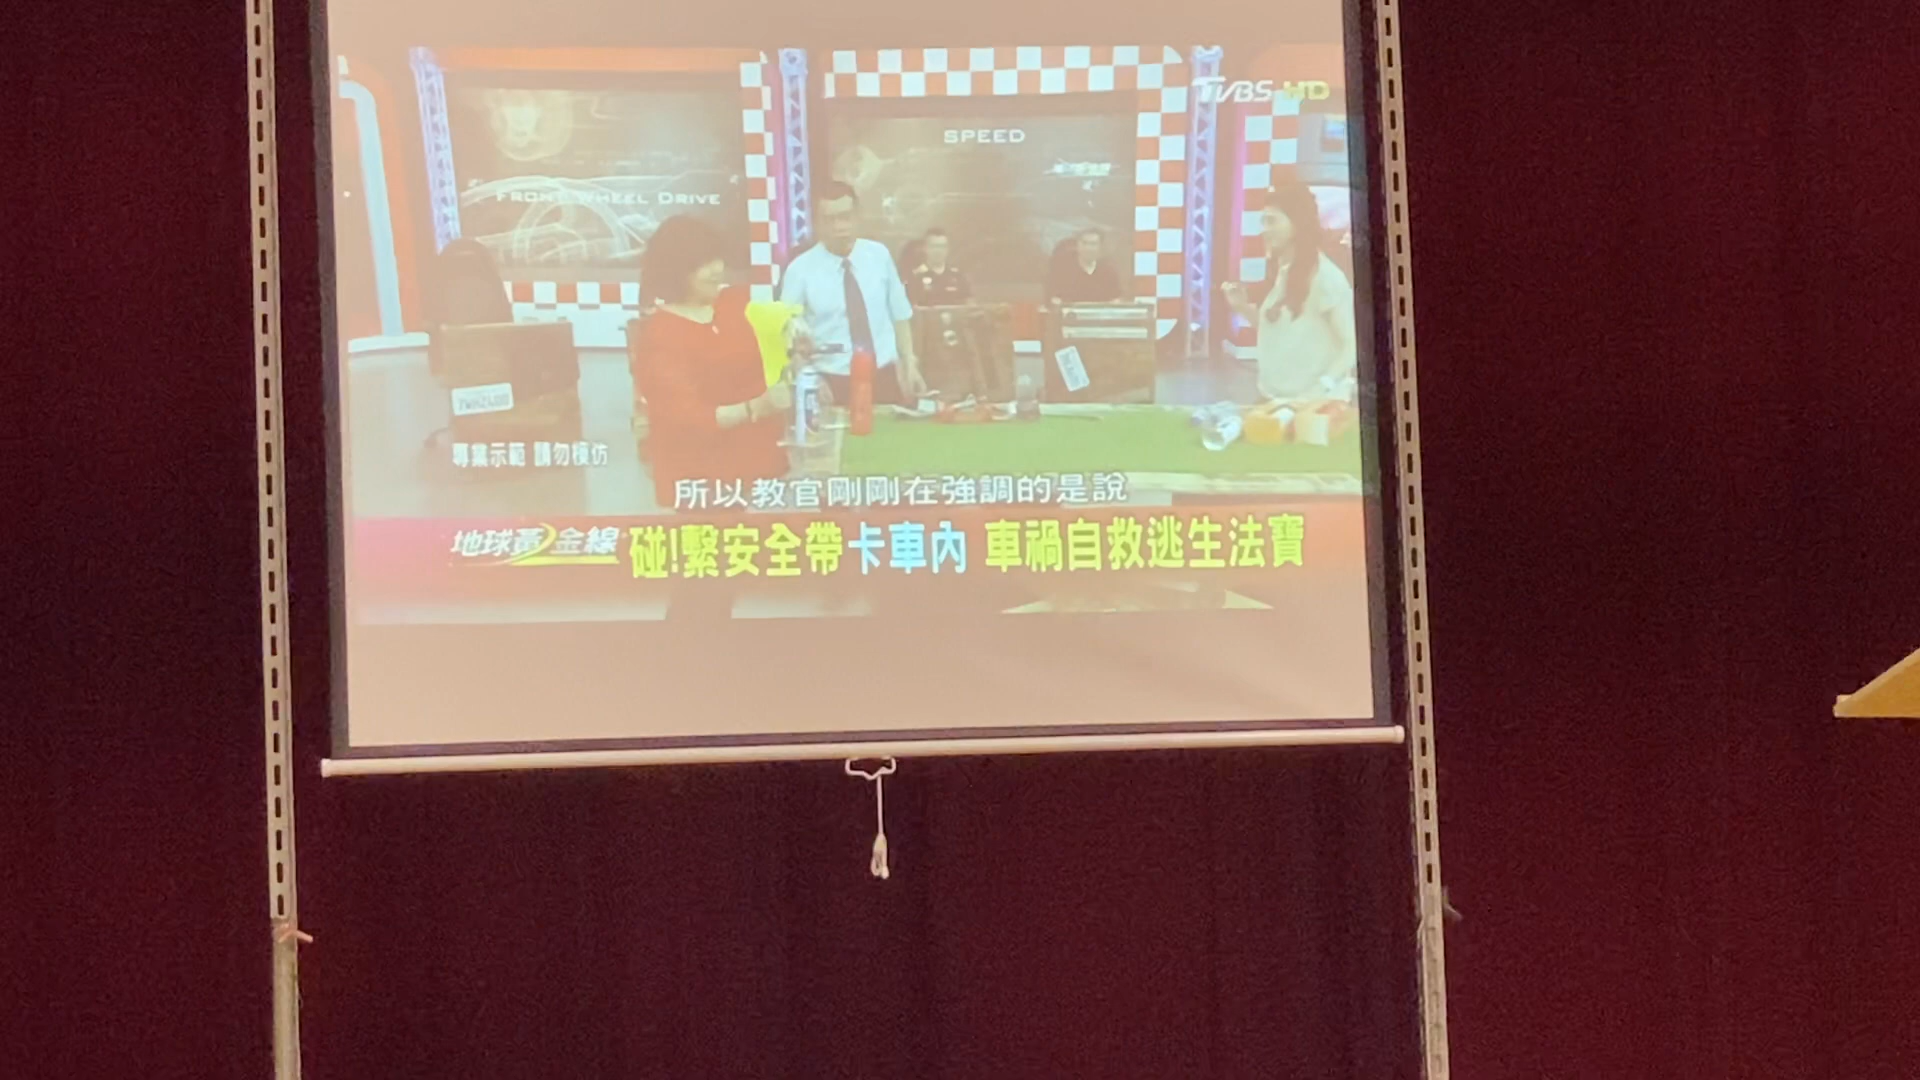 TVBS HD
SPEED
FRONT WHEEL DRIVE
專業示範 請勿模仿
所以教官剛剛在強調的是說
地球黃金線 碰!繫安全帶卡車內 車禍自救逃生法寶